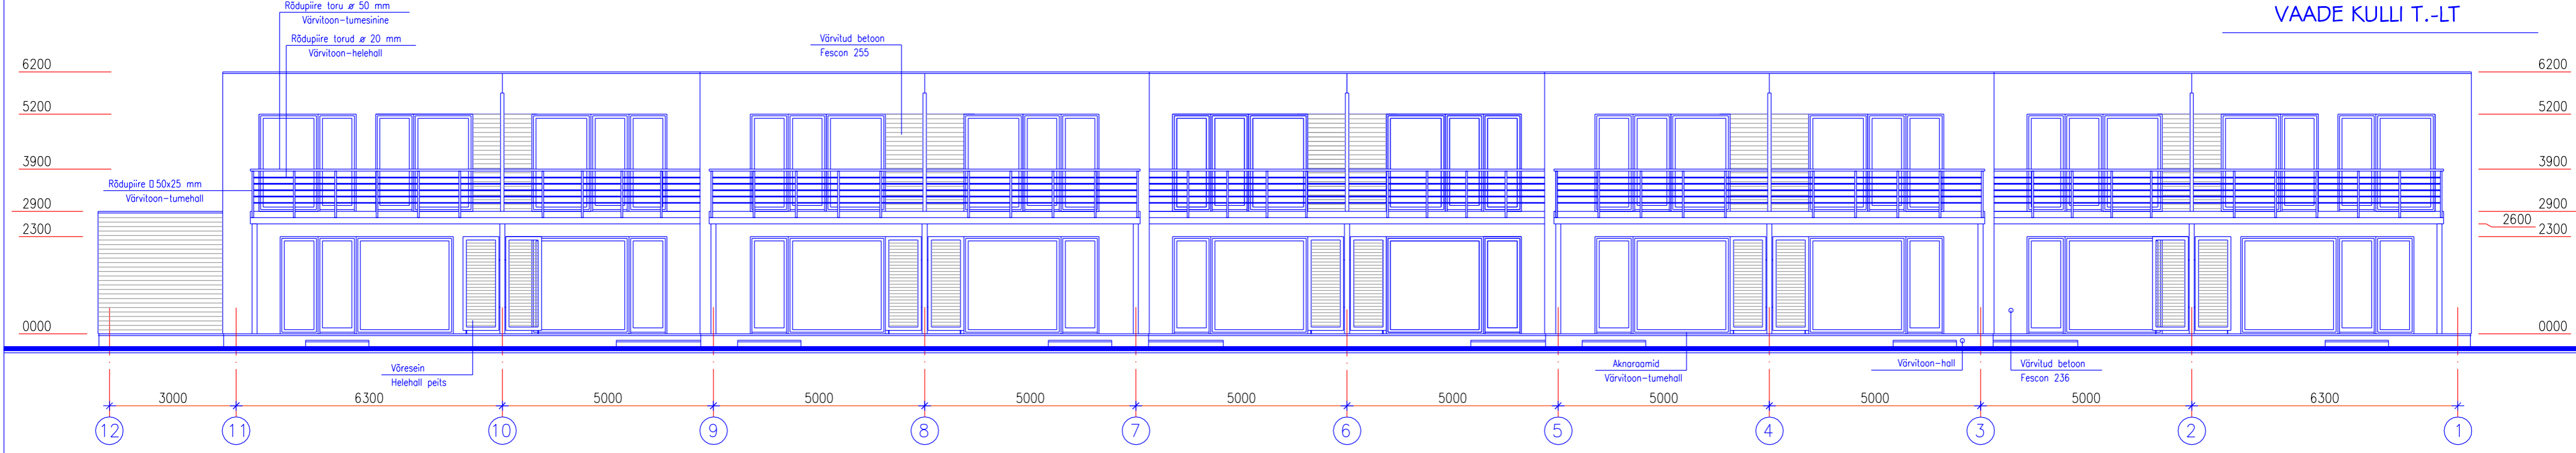 VAADE KULLI T.-LT
Rõdupiire toru ø 50 mm
Värvitoon-tumesinine
Rõdupiire torud ø 20 mm
Värvitoon-helehall
Värvitud betoon
Fescon 255
6200
5200
3900
Rõdupiire 50x25 mm
Värvitoon-tumehall
2900
2300
0000
6200
5200
3900
2900
2600
2300
0000
Võresein
Helehall peits
Aknaraamid
Värvitoon-tumehall
Värvitoon-hall
Värvitud betoon
Fescon 236
3000 6300 5000 5000 5000 5000 5000 5000 5000 5000 6300
12 11 10 9 8 7 6 5 4 3 2 1